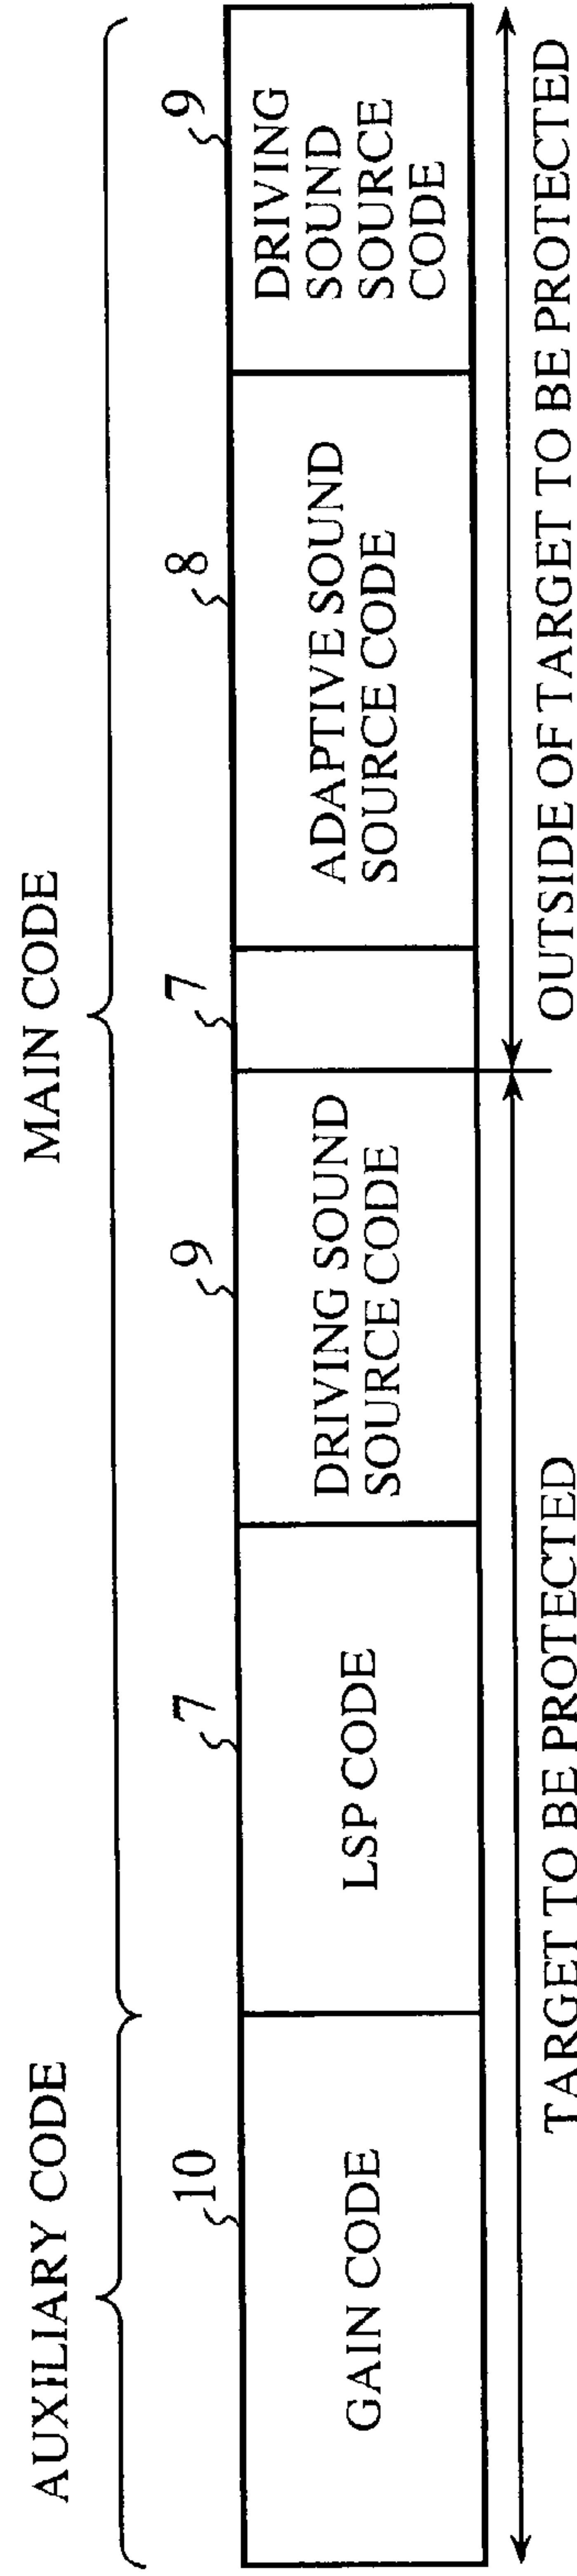 AUXILIARY CODE
MAIN CODE
10
7
9
7
8
9
GAIN CODE
LSP CODE
DRIVING SOUND
SOURCE CODE
ADAPTIVE SOUND
SOURCE CODE
DRIVING
SOUND
SOURCE
CODE
TARGET TO BE PROTECTED
OUTSIDE OF TARGET TO BE PROTECTED